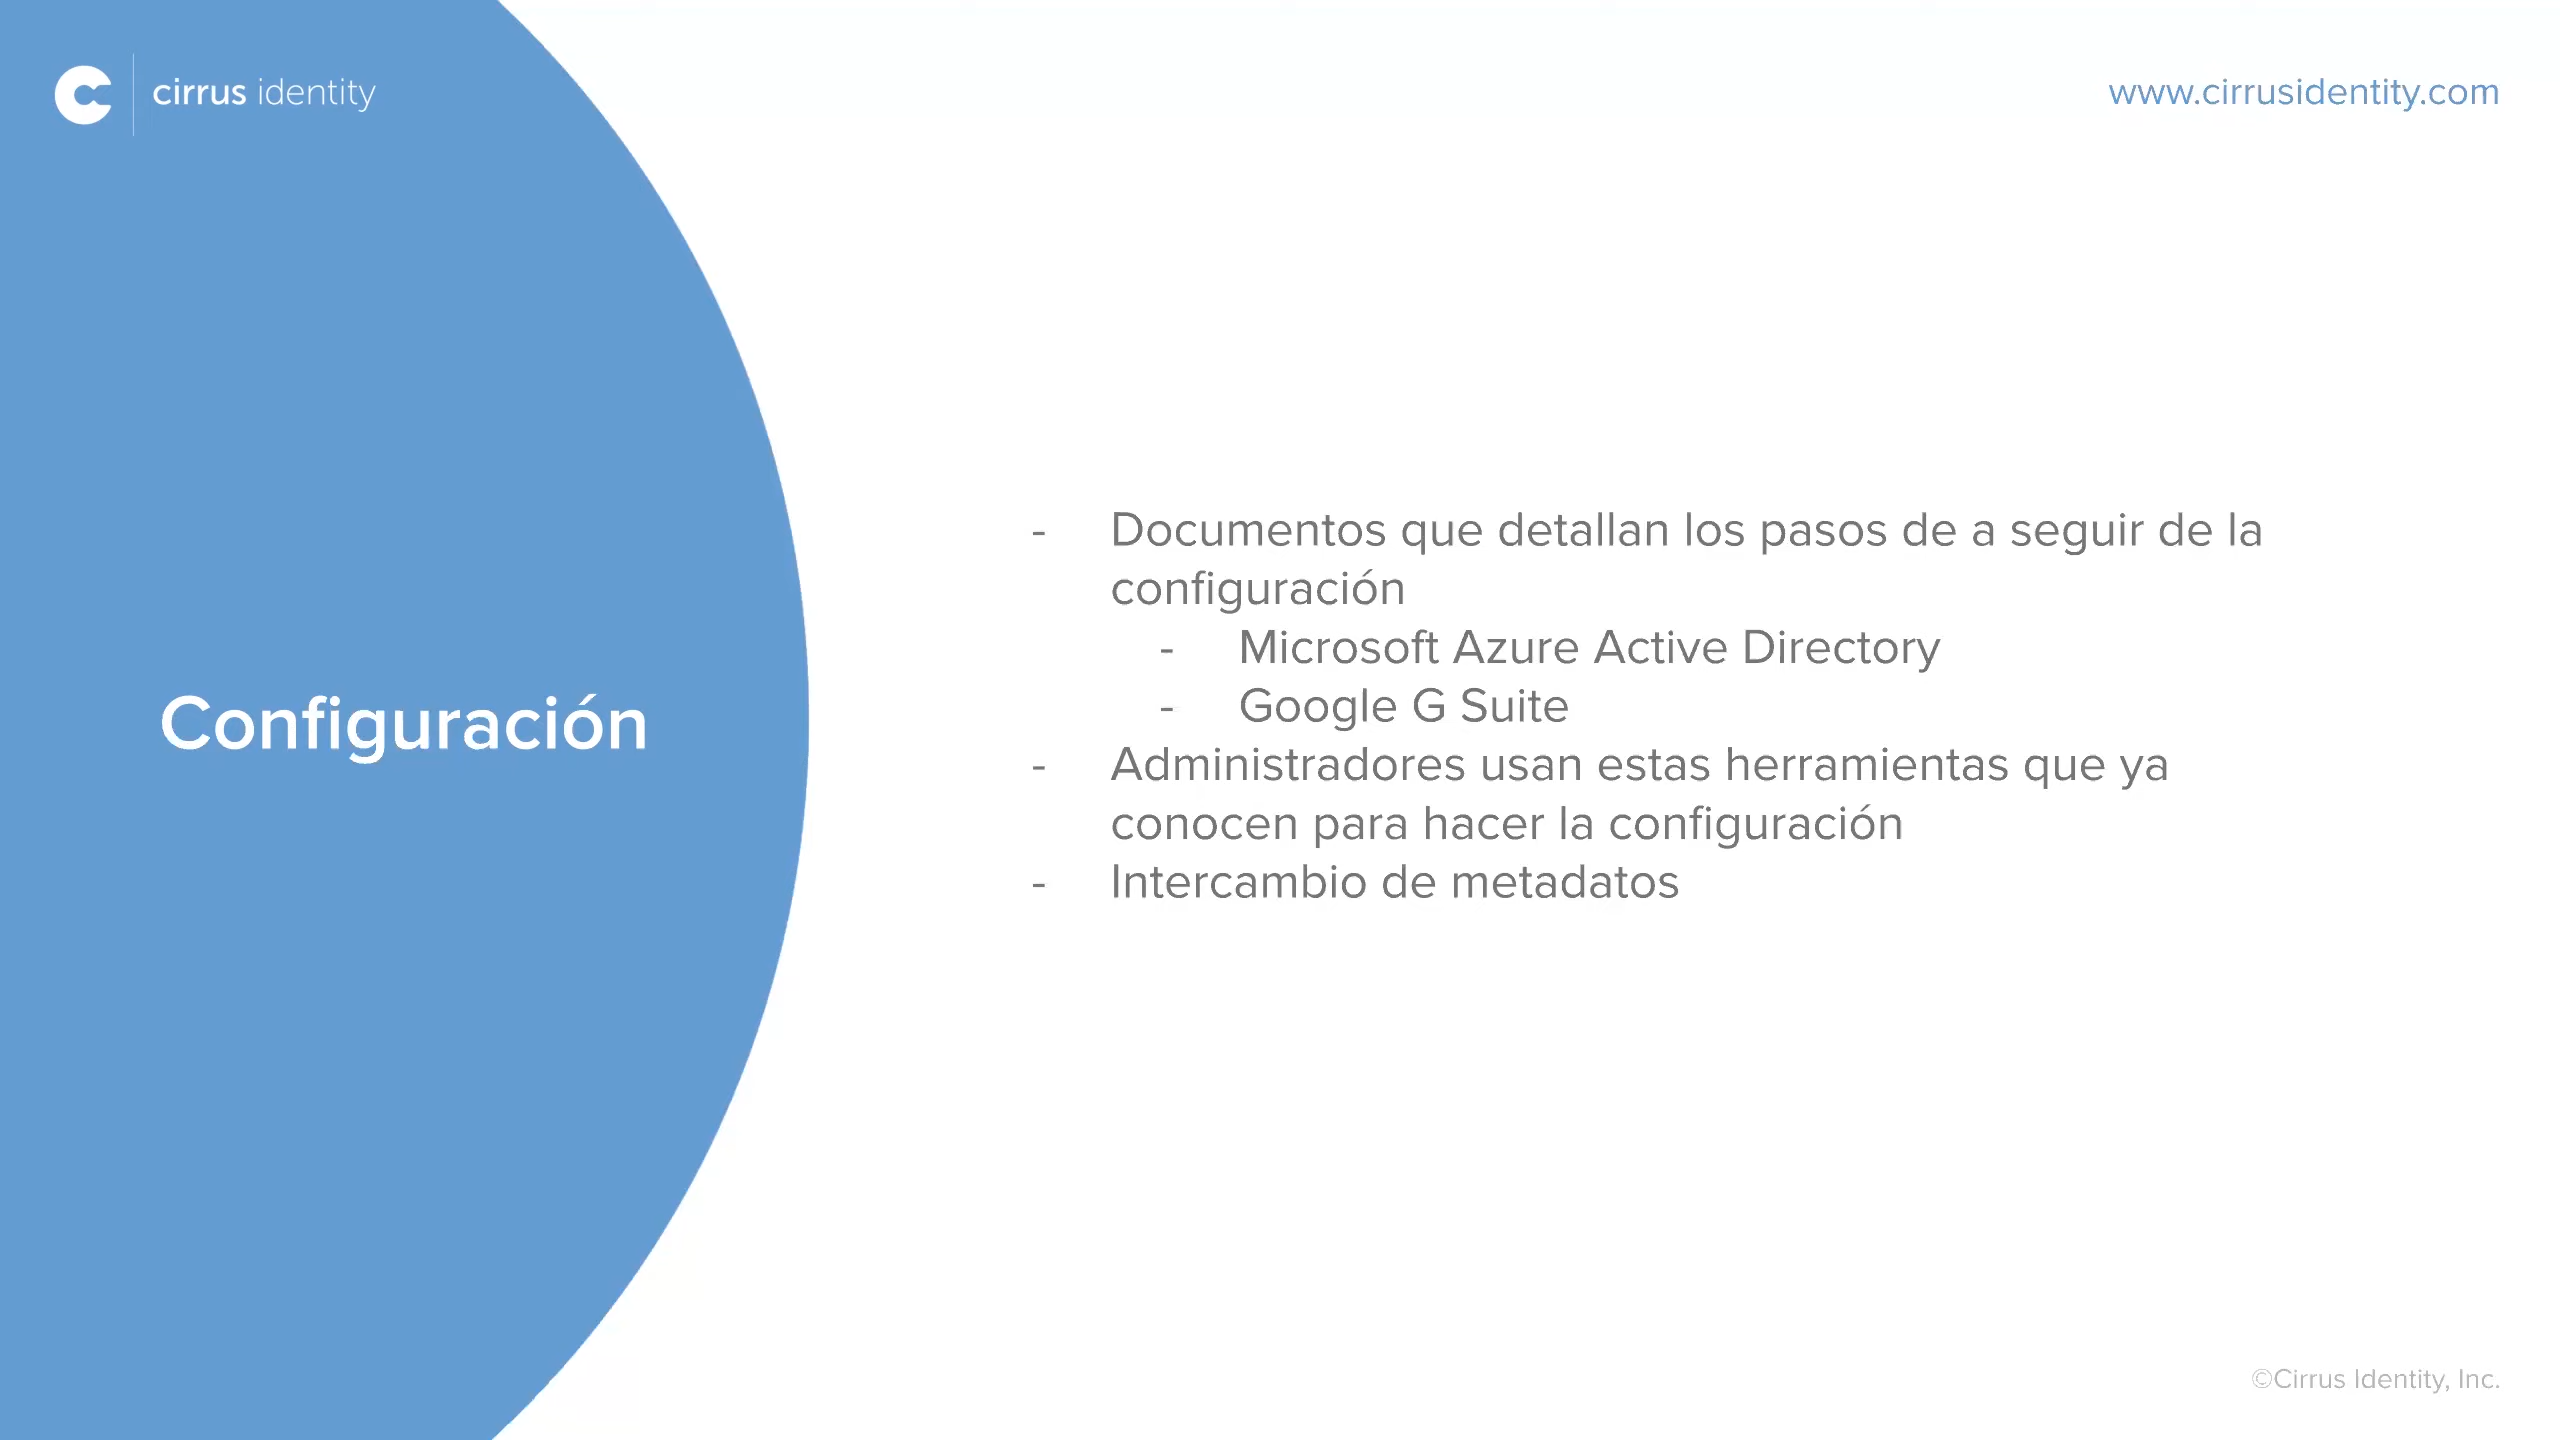 cirrus identity
www.cirrusidentity.com
Configuración
- Documentos que detallan los pasos de a seguir de la
configuración
- Microsoft Azure Active Directory
- Google G Suite
- Administradores usan estas herramientas que ya
conocen para hacer la configuración
- Intercambio de metadatos
©Cirrus Identity, Inc.